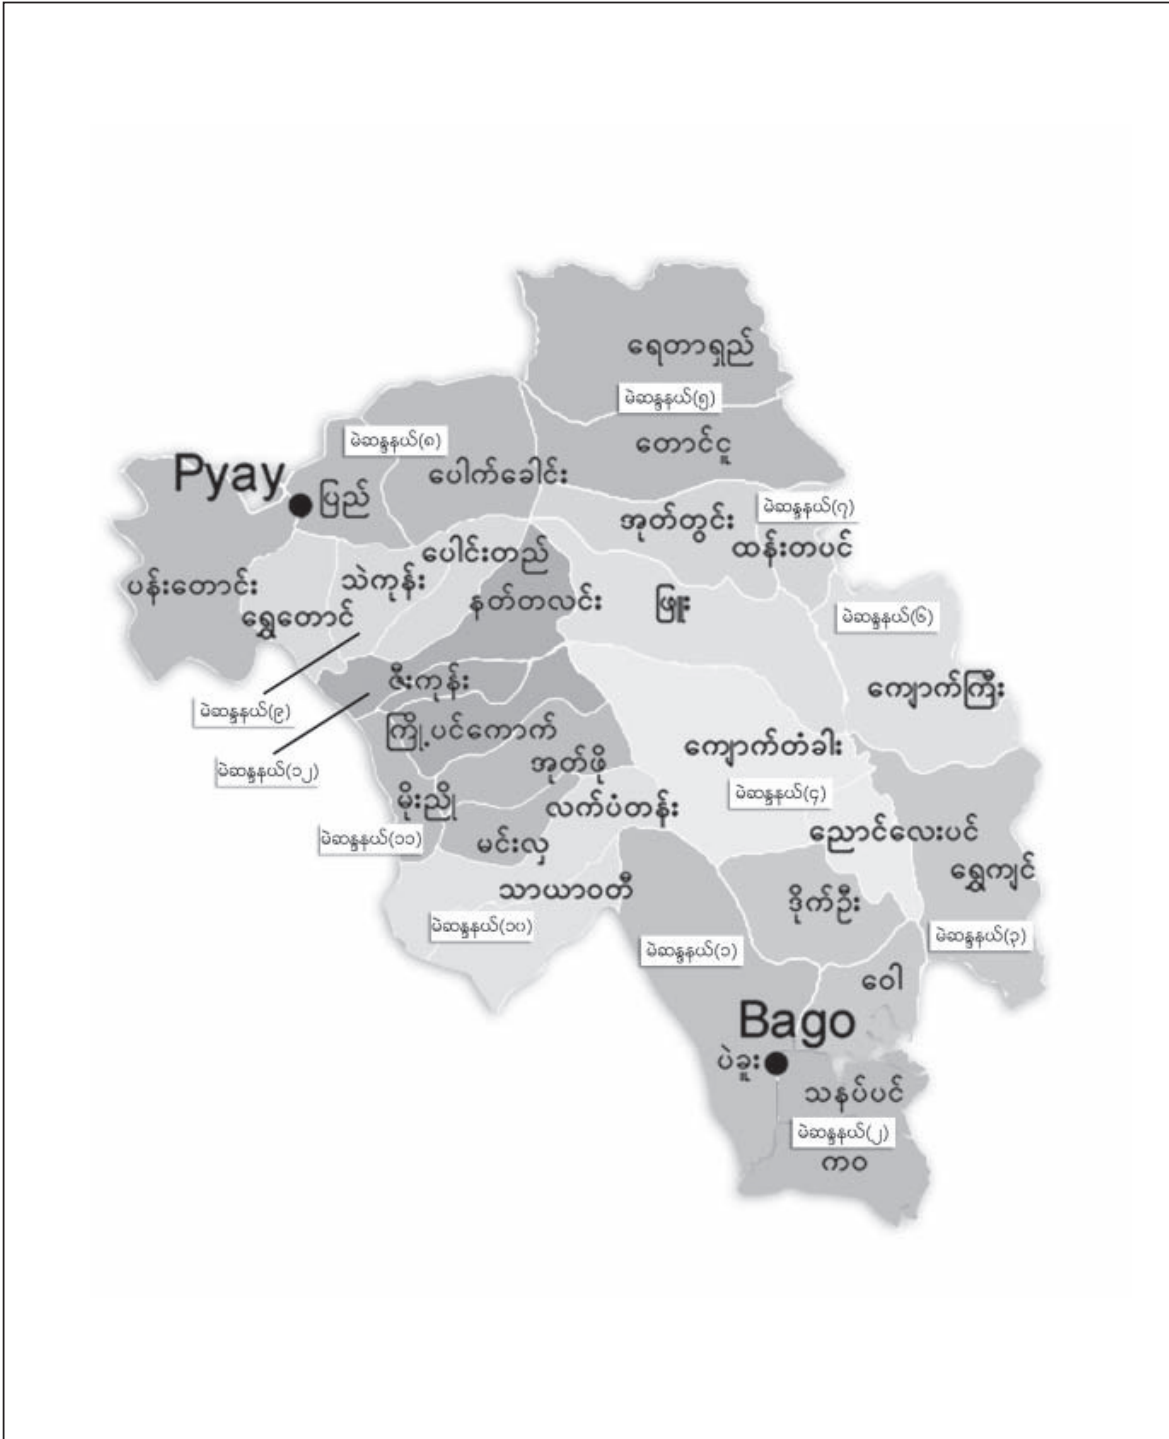 ရေတာရှည်
မဲဆန္ဒနယ်(၅)
တောင်ငူ
မဲဆန္ဒနယ်(၈)
Pyay
ပြည်
ပေါက်ခေါင်း
မဲဆန္ဒနယ်(၇)
အုတ်တွင်း
ထန်းတပင်
ပေါင်းတည်
ပန်းတောင်း
သဲကုန်း
နတ်တလင်း
ဖြူး
ရွှေတောင်
မဲဆန္ဒနယ်(၆)
ကျောက်ကြီး
ဇီးကုန်း
မဲဆန္ဒနယ်(၉)
ကြို့ပင်ကောက်
ကျောက်တံခါး
မဲဆန္ဒနယ်(၁၂)
အုတ်ဖို
မဲဆန္ဒနယ်(၄)
မိုးညို
လက်ပံတန်း
ညောင်လေးပင်
မဲဆန္ဒနယ်(၁၁)
မင်းလှ
ရွှေကျင်
သာယာဝတီ
ဒိုက်ဦး
မဲဆန္ဒနယ်(၁၀)
မဲဆန္ဒနယ်(၁)
မဲဆန္ဒနယ်(၃)
ဝေါ
Bago
ပဲခူး
သနပ်ပင်
မဲဆန္ဒနယ်(၂)
ကဝ